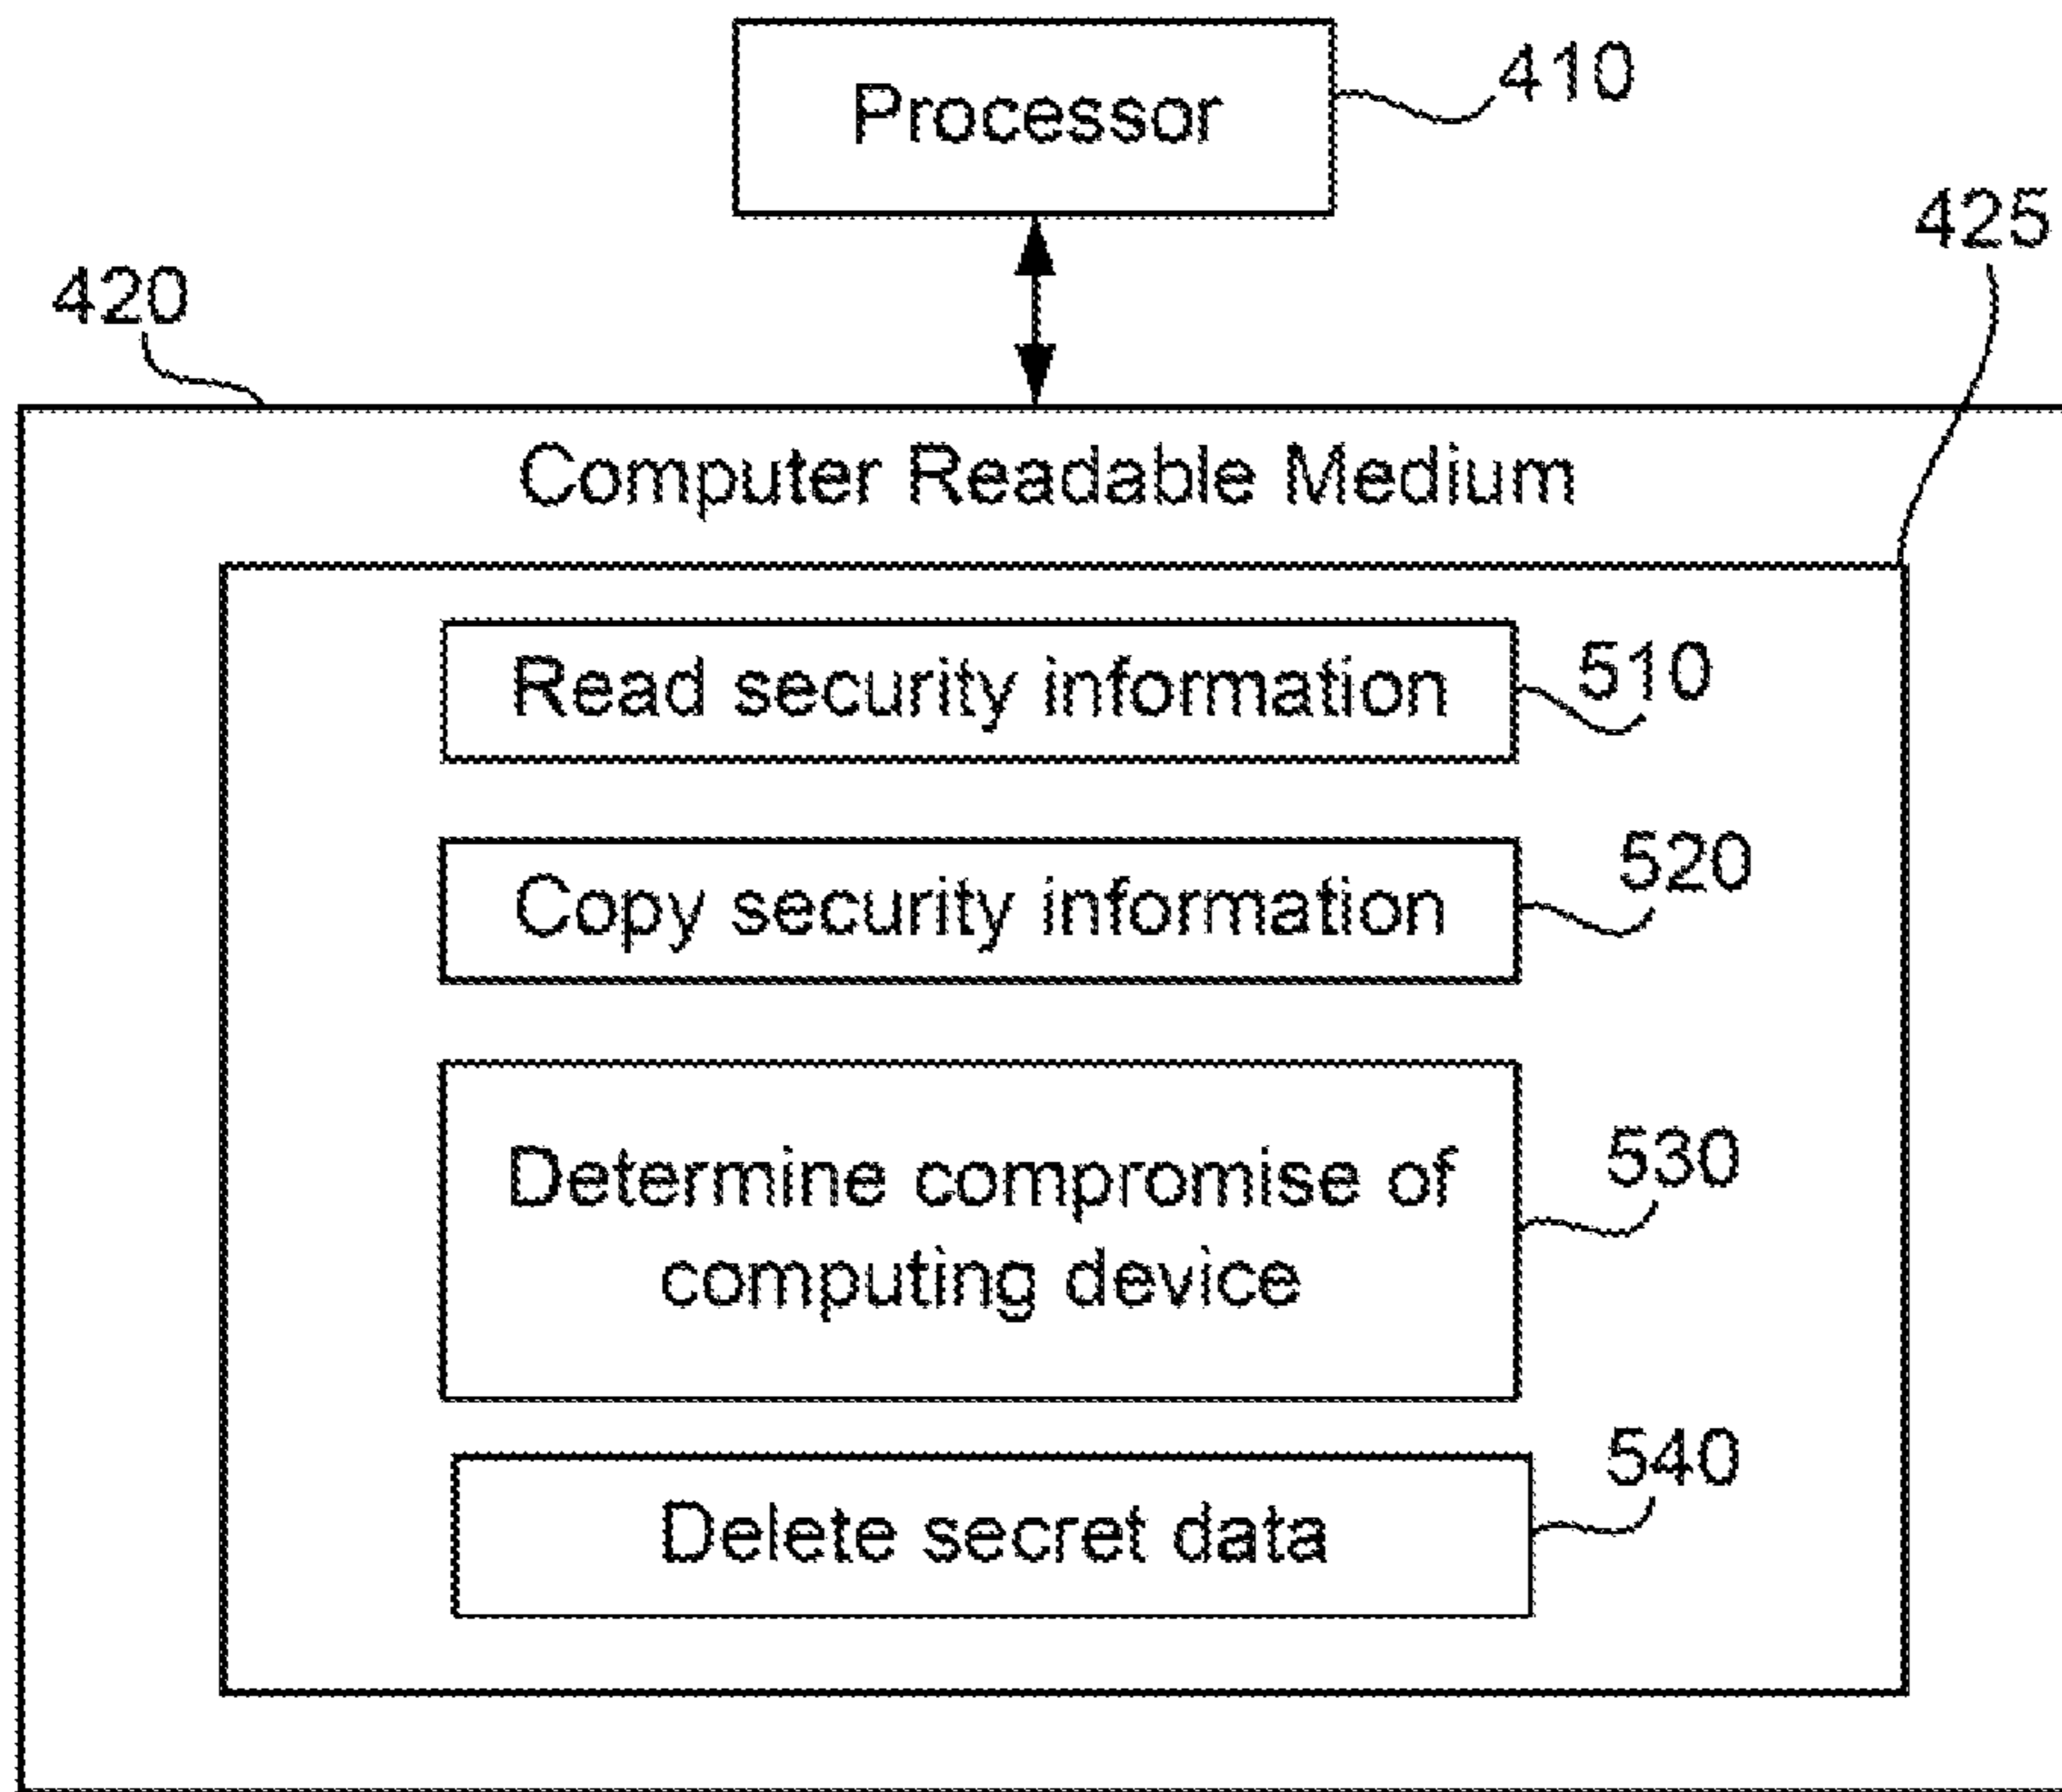 Processor
410
425
420
Computer Readable Medium
Read security information
510
Copy security information
520
Determine compromise of
computing device
530
Delete secret data
540